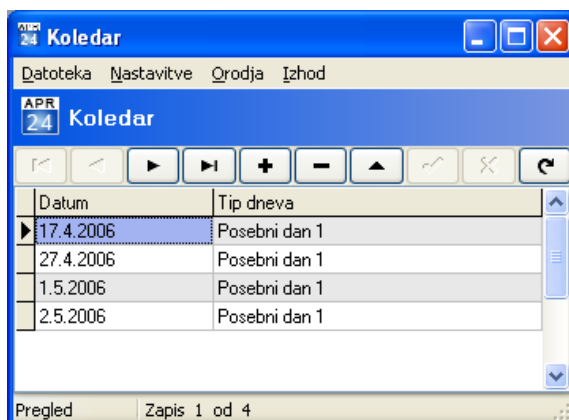 APR
24 Koledar
Datoteka Nastavitve Orodja Izhod
APR
24 Koledar
Datum Tip dneva
17.4.2006 Posebni dan 1
27.4.2006 Posebni dan 1
1.5.2006 Posebni dan 1
2.5.2006 Posebni dan 1
Pregled Zapis 1 od 4